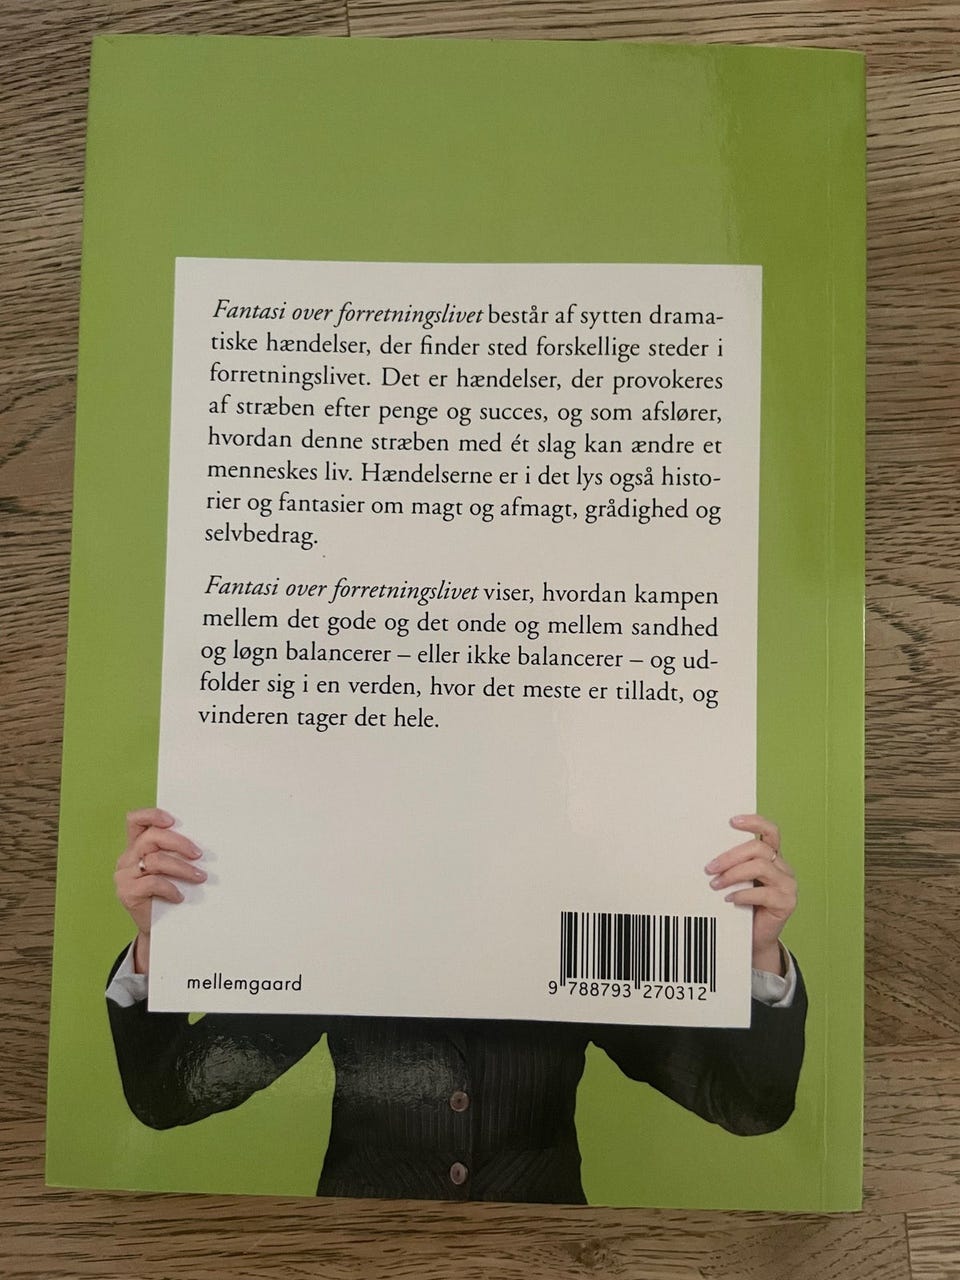 Fantasi over forretningslivet består af sytten drama-
tiske hændelser, der finder sted forskellige steder i
forretningslivet. Det er hændelser, der provokeres
af stræben efter penge og succes, og som afslører,
hvordan denne stræben med ét slag kan ændre et
menneskes liv. Hændelserne er i det lys også histo-
rier og fantasier om magt og afmagt, grådighed og
selvbedrag.
Fantasi over forretningslivet viser, hvordan kampen
mellem det gode og det onde og mellem sandhed
og løgn balancerer – eller ikke balancerer – og ud-
folder sig i en verden, hvor det meste er tilladt, og
vinderen tager det hele.
mellemgaard
9 788793 270312